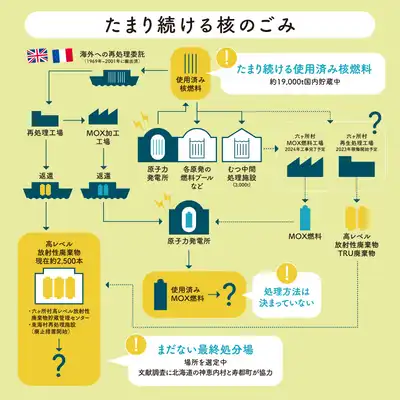 たまり続ける核のごみ
海外への再処理委託
(1969年~2001年に搬出済)
使用済み
核燃料
たまり続ける使用済み核燃料
約19,000t国内貯蔵中
再処理工場
MOX加工
工場
原子力
発電所
各原発の
燃料プール
など
むつ中間
処理施設
(3,000t)
六ヶ所村
MOX燃料工場
2024年工事完了予定
六ヶ所村
再生処理工場
2023年稼働開始予定
?
返還
返還
原子力発電所
MOX燃料
高レベル
放射性廃棄物
TRU廃棄物
高レベル
放射性廃棄物
現在約2,500本
・六ヶ所村高レベル放射性
廃棄物貯蔵管理センター
・東海村再処理施設
(廃止措置開始)
?
使用済み
MOX燃料
?
処理方法は
決まっていない
まだない最終処分場
場所を選定中
文献調査に北海道の神恵内村と寿都町が協力